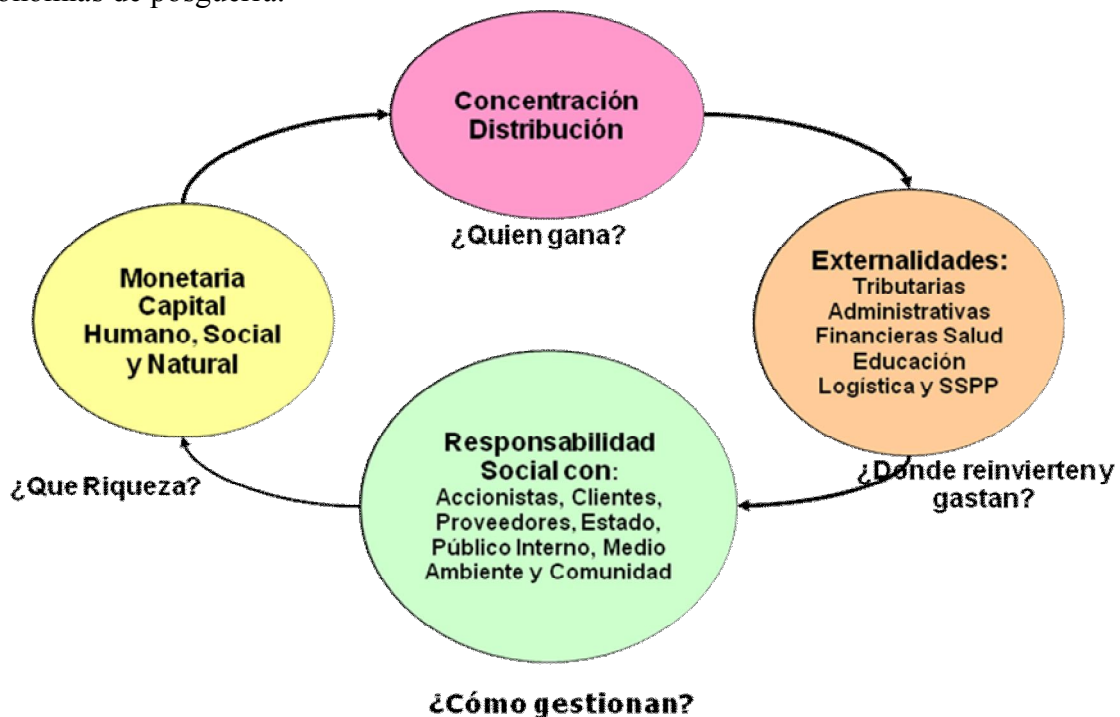 Concentración
Distribución
¿Quien gana?
Externalidades:
Tributarias
Administrativas
Financieras Salud
Educación
Logística y SSPP
¿Donde reinvierten y
gastan?
Responsabilidad
Social con:
Accionistas, Clientes,
Proveedores, Estado,
Público Interno, Medio
Ambiente y Comunidad
¿Cómo gestionan?
Monetaria
Capital
Humano, Social
y Natural
¿Que Riqueza?